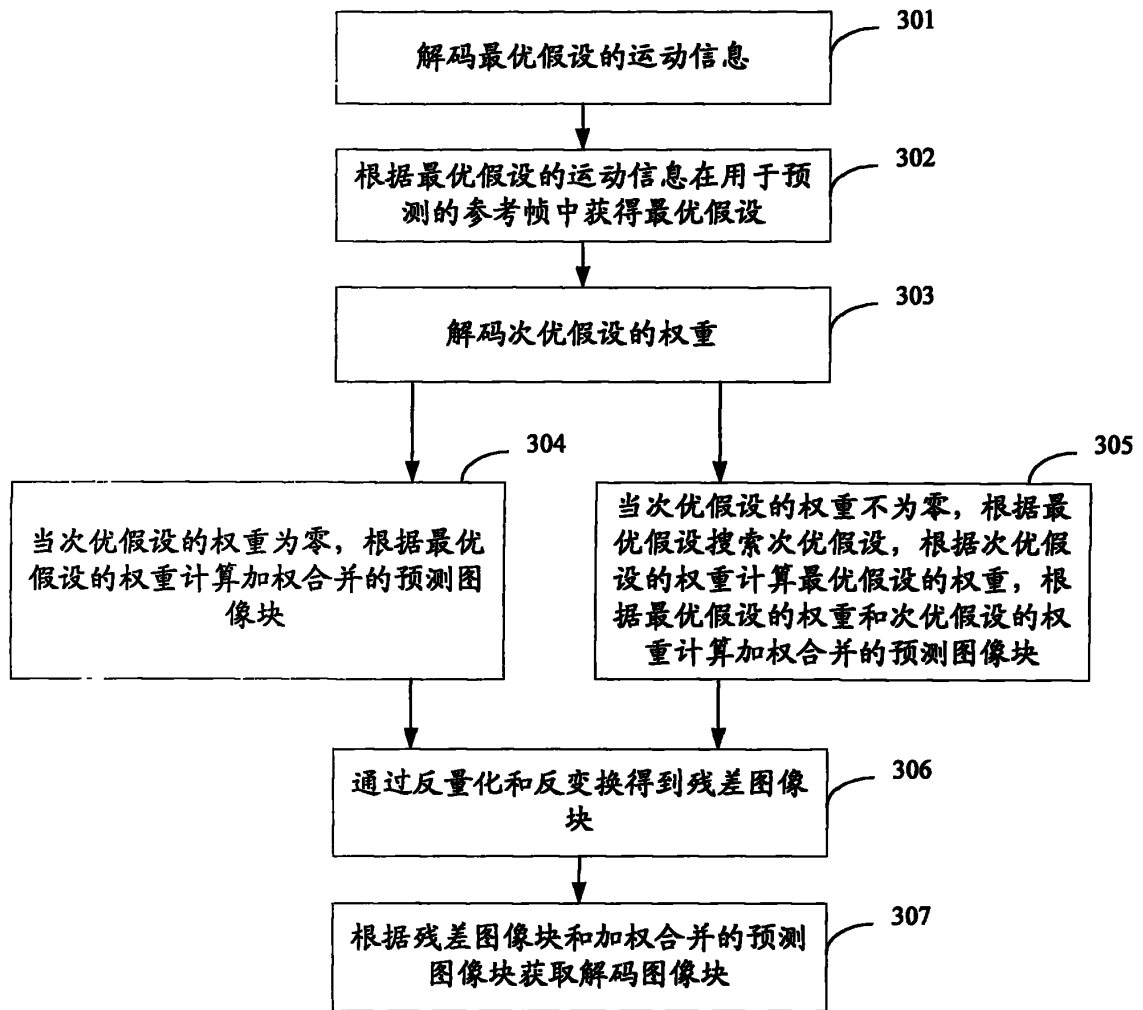 301
解码最优假设的运动信息
302
根据最优假设的运动信息在用于预
测的参考帧中获得最优假设
303
解码次优假设的权重
304
当次优假设的权重为零，根据最优
假设的权重计算加权合并的预测图
像块
305
当次优假设的权重不为零，根据最
优假设搜索次优假设，根据次优假
设的权重计算最优假设的权重，根
据最优假设的权重和次优假设的权
重计算加权合并的预测图像块
306
通过反量化和反变换得到残差图像
块
307
根据残差图像块和加权合并的预测
图像块获取解码图像块